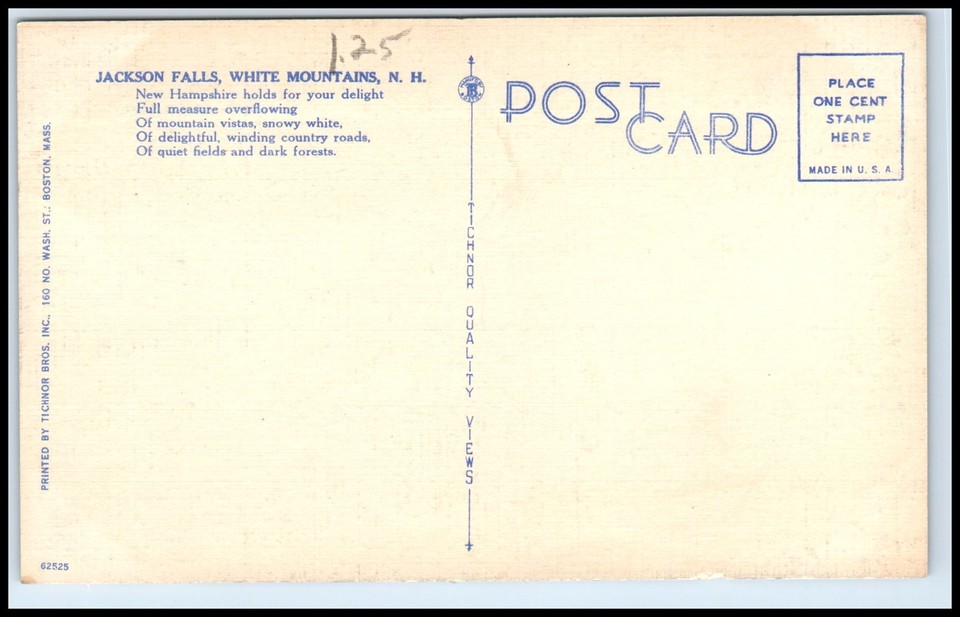 1.25
JACKSON FALLS, WHITE MOUNTAINS, N. H.
New Hampshire holds for your delight
Full measure overflowing
Of mountain vistas, snowy white,
Of delightful, winding country roads,
Of quiet fields and dark forests.
POST
CARD
PLACE
ONE CENT
STAMP
HERE
MADE IN U. S. A.
TICHNOR QUALITY VIEWS
PRINTED BY TICHNOR BROS. INC., 160 NO. WASH. ST., BOSTON, MASS.
62525